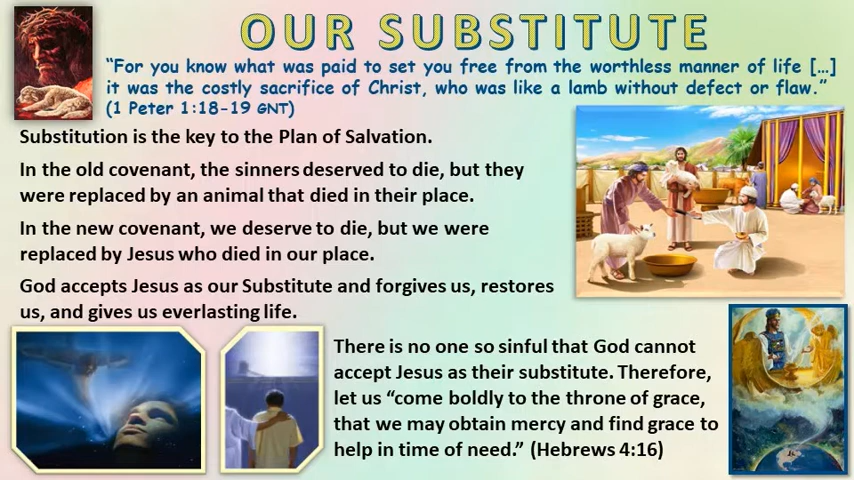 OUR SUBSTITUTE
“For you know what was paid to set you free from the worthless manner of life […]
it was the costly sacrifice of Christ, who was like a lamb without defect or flaw.”
(1 Peter 1:18-19 GNT)
Substitution is the key to the Plan of Salvation.
In the old covenant, the sinners deserved to die, but they
were replaced by an animal that died in their place.
In the new covenant, we deserve to die, but we were
replaced by Jesus who died in our place.
God accepts Jesus as our Substitute and forgives us, restores
us, and gives us everlasting life.
There is no one so sinful that God cannot
accept Jesus as their substitute. Therefore,
let us “come boldly to the throne of grace,
that we may obtain mercy and find grace to
help in time of need.” (Hebrews 4:16)